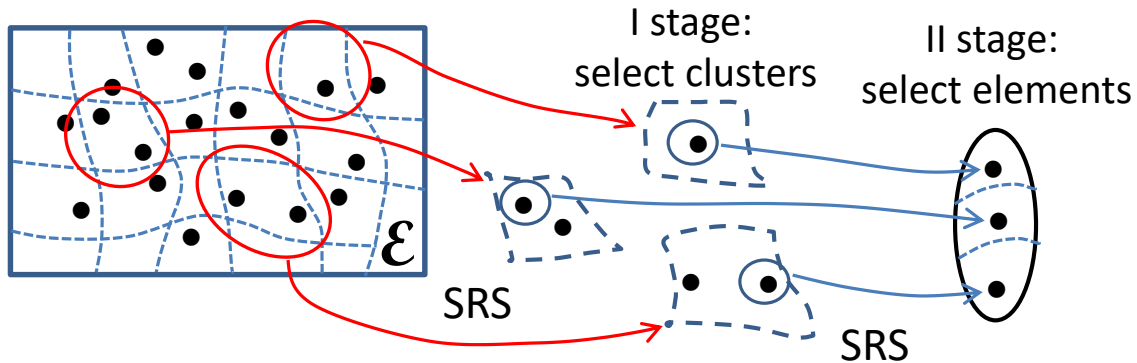 I stage:
select clusters
II stage:
select elements
ℰ
SRS
SRS